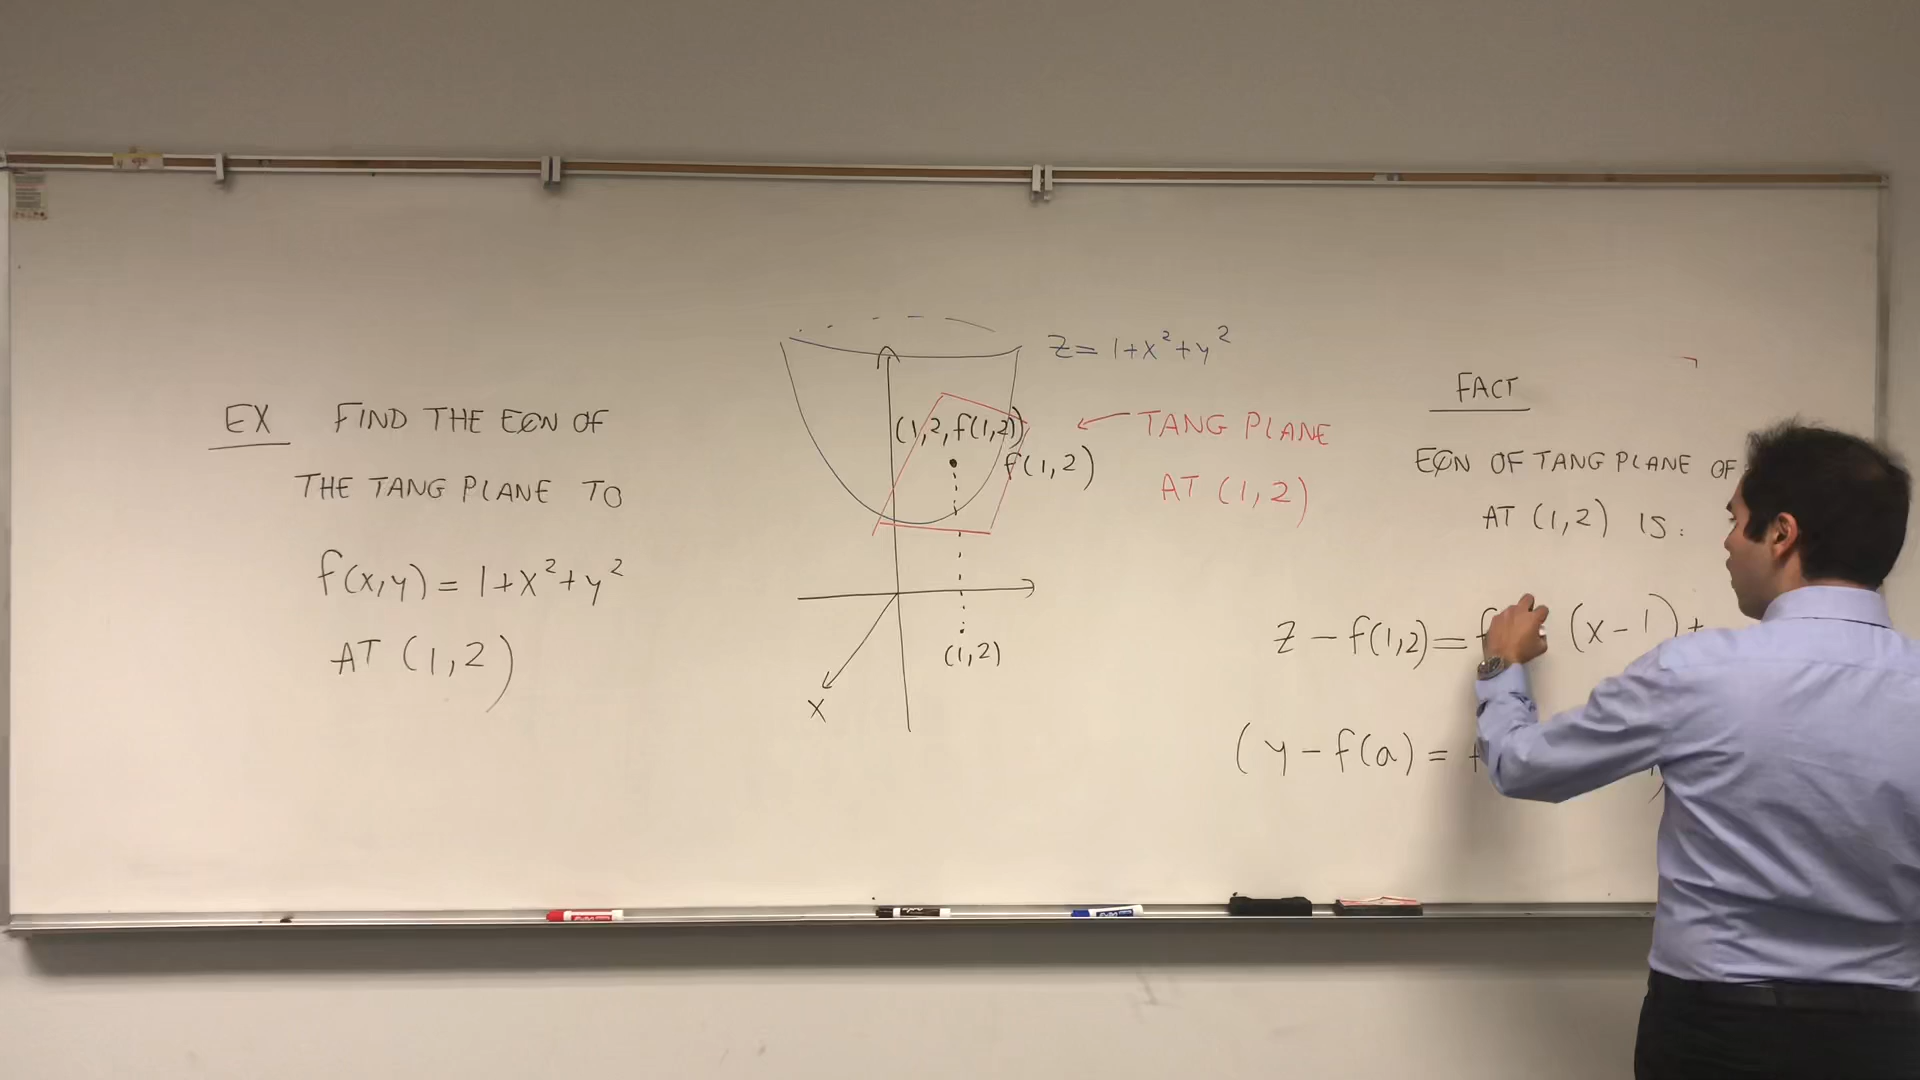 EX FIND THE EQN OF
THE TANG PLANE TO
f(x,y) = 1+x²+y²
AT (1,2)
z = 1+x²+y²
(1,2,f(1,2))
f(1,2)
(1,2)
x
← TANG PLANE
AT (1,2)
FACT
EQN OF TANG PLANE OF
AT (1,2) IS:
z - f(1,2) = f (x-1) +
(y - f(a) =